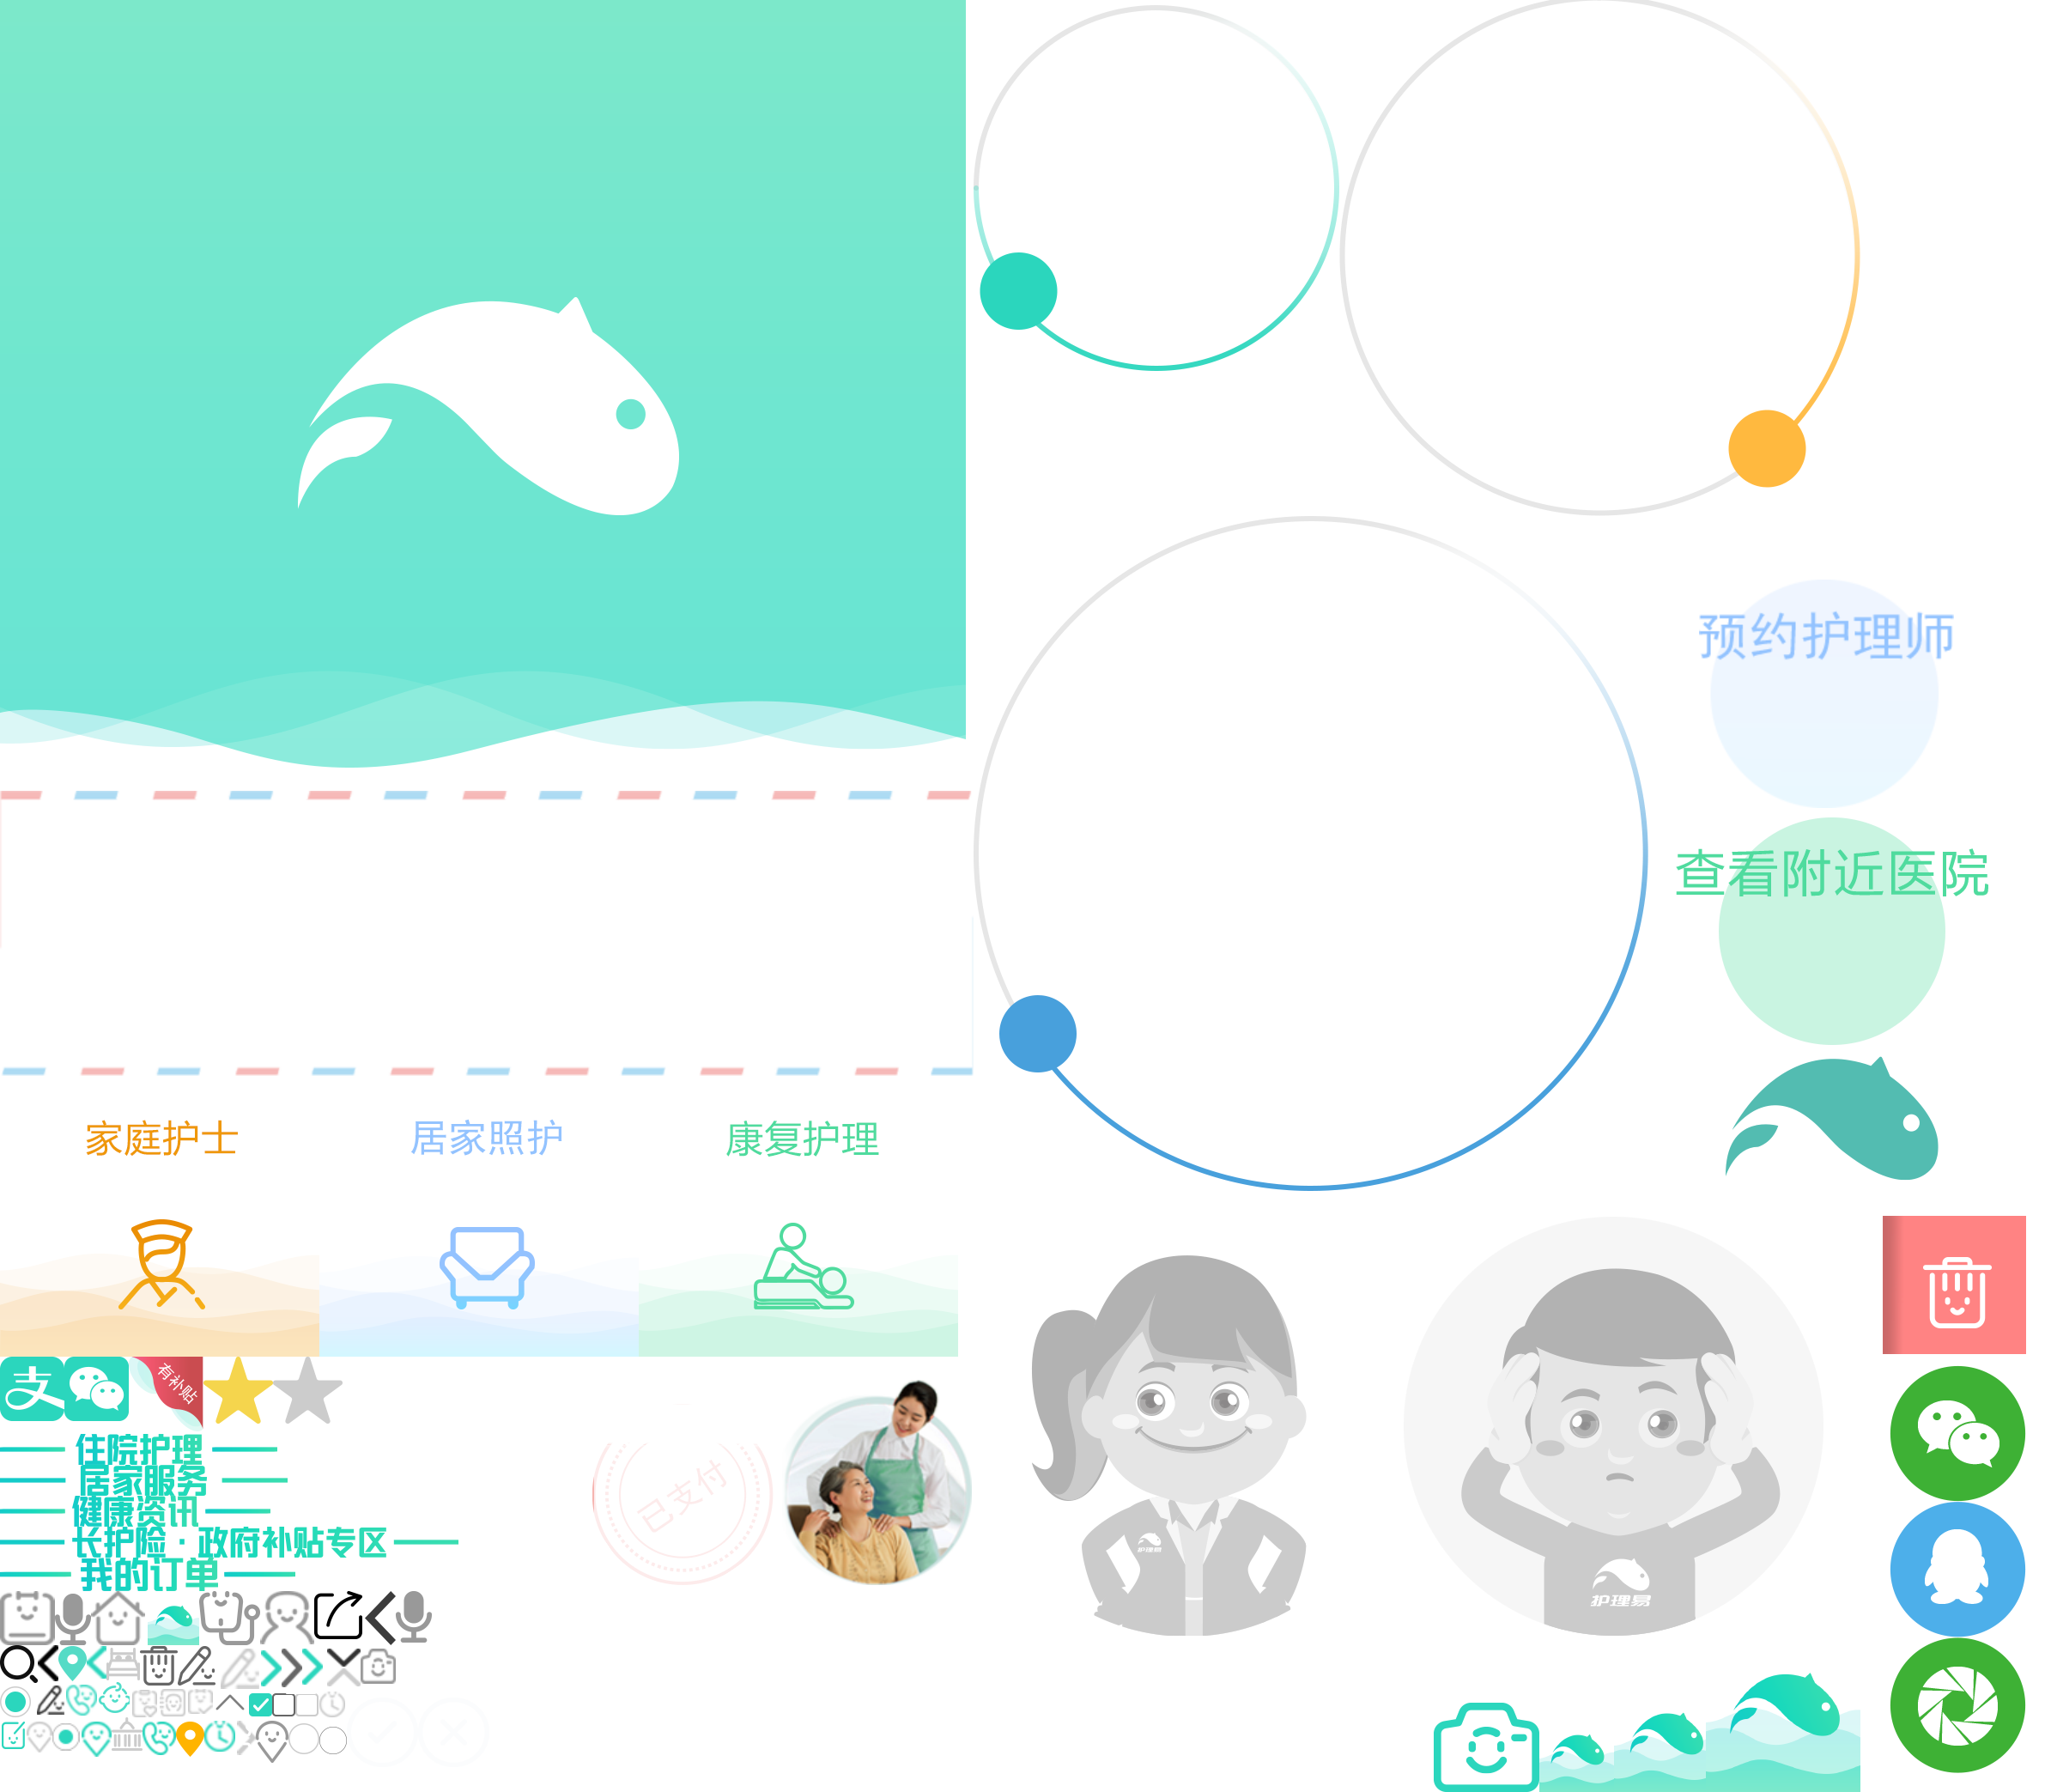 预约护理师
查看附近医院
家庭护士
居家照护
康复护理
有补贴
住院护理
居家服务
健康资讯
长护险·政府补贴专区
我的订单
已支付
护理易
护理易